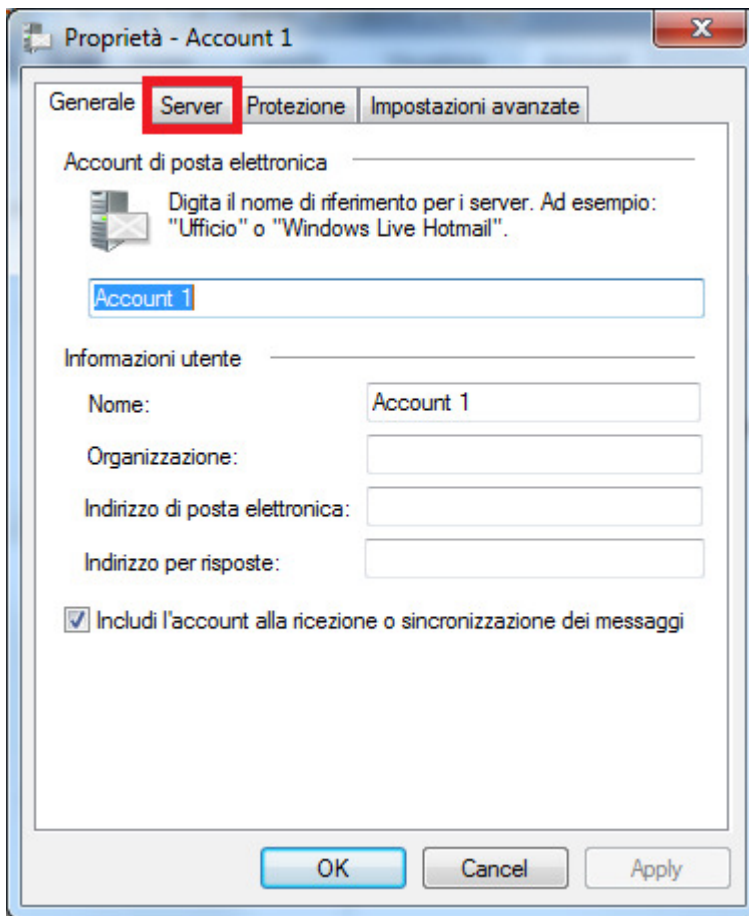 Proprietà - Account 1
x
Generale Server Protezione Impostazioni avanzate
Account di posta elettronica
Digita il nome di riferimento per i server. Ad esempio:
"Ufficio" o "Windows Live Hotmail".
Account 1
Informazioni utente
Nome: Account 1
Organizzazione:
Indirizzo di posta elettronica:
Indirizzo per risposte:
Includi l'account alla ricezione o sincronizzazione dei messaggi
OK Cancel Apply